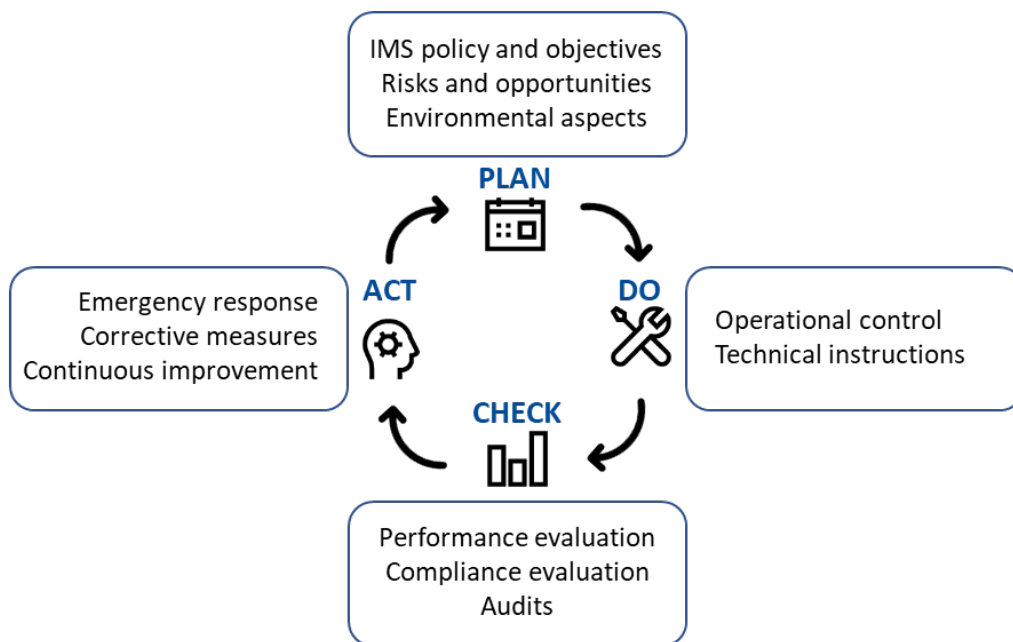 IMS policy and objectives
Risks and opportunities
Environmental aspects
PLAN
ACT
DO
Emergency response
Corrective measures
Continuous improvement
Operational control
Technical instructions
CHECK
Performance evaluation
Compliance evaluation
Audits